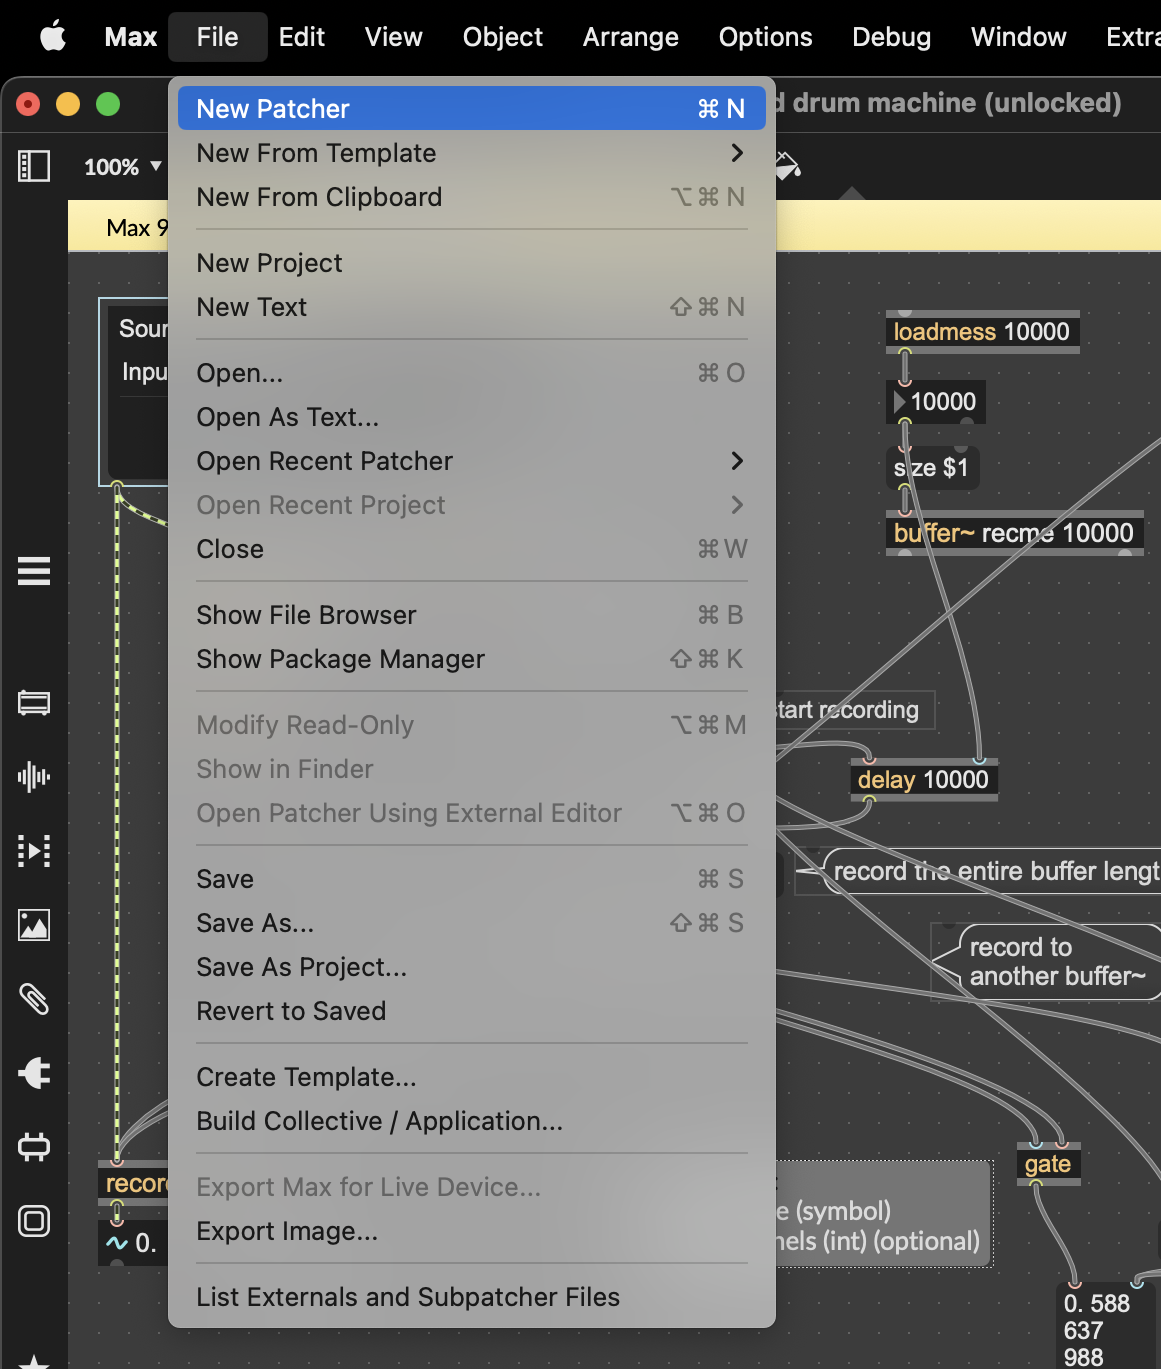 Max File Edit View Object Arrange Options Debug Window Extra
d drum machine (unlocked)
100%
Max 9
New Patcher ⌘ N
New From Template
New From Clipboard ⌥ ⌘ N
New Project
New Text ⇧ ⌘ N
Open... ⌘ O
Open As Text...
Open Recent Patcher
Open Recent Project
Close ⌘ W
Show File Browser ⌘ B
Show Package Manager ⇧ ⌘ K
Modify Read-Only ⌥ ⌘ M
Show in Finder
Open Patcher Using External Editor ⌥ ⌘ O
Save ⌘ S
Save As... ⇧ ⌘ S
Save As Project...
Revert to Saved
Create Template...
Build Collective / Application...
Export Max for Live Device...
Export Image...
List Externals and Subpatcher Files
Sour
Inpu
record
0.
loadmess 10000
10000
size $1
buffer~ recme 10000
start recording
delay 10000
record the entire buffer lengt
record to
another buffer~
gate
e (symbol)
nels (int) (optional)
0. 588
637
988